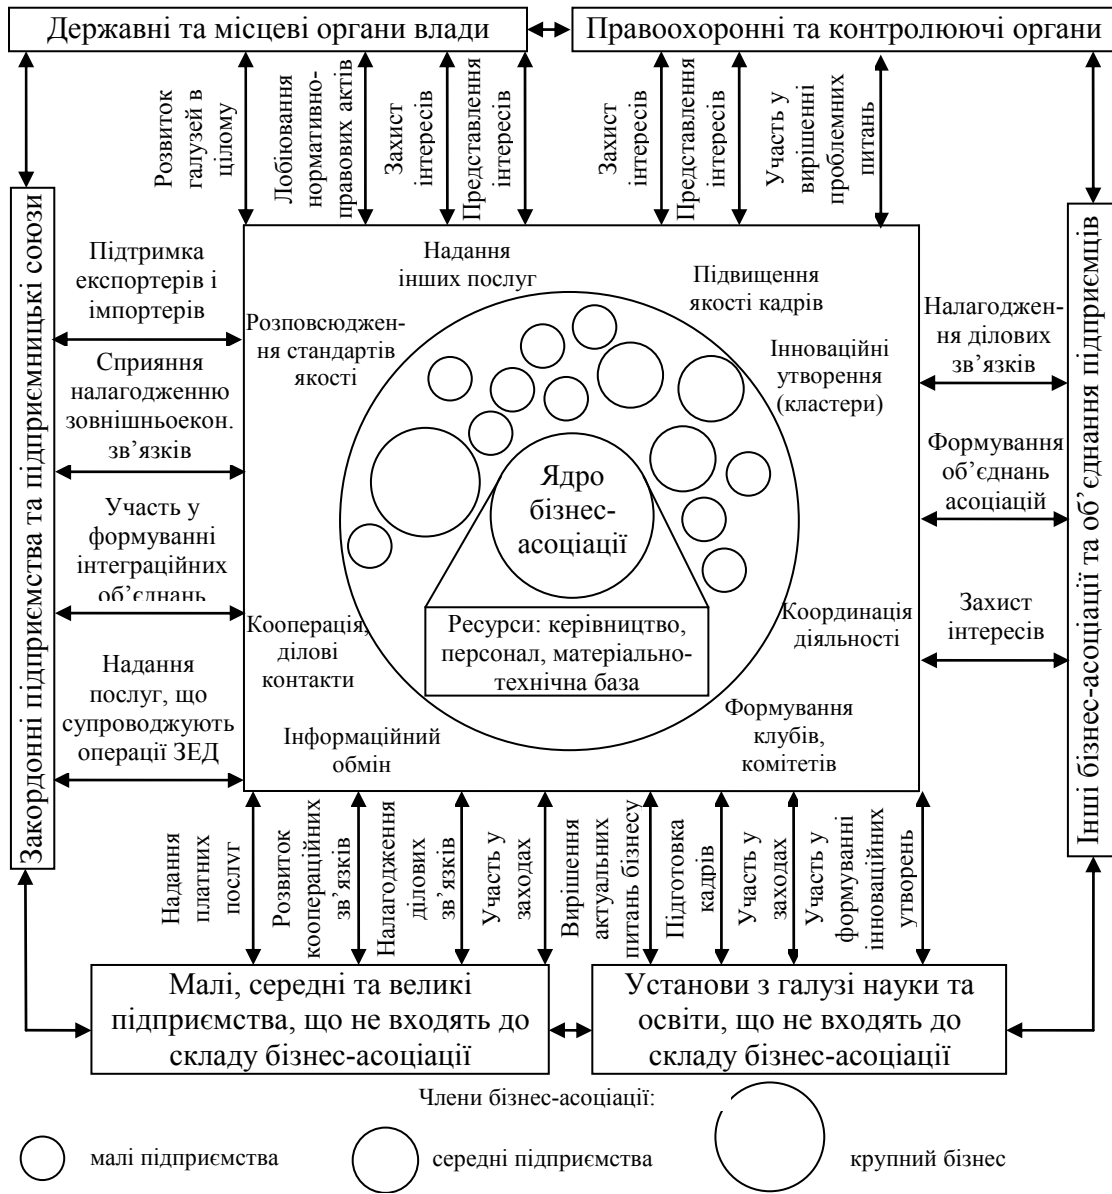 Державні та місцеві органи влади
Правоохоронні та контролюючі органи
Розвиток
галузей в
цілому
Лобіювання
нормативно-
правових актів
Захист
інтересів
Представлення
інтересів
Захист
інтересів
Представлення
інтересів
Участь у
вирішенні
проблемних
питань
Закордонні підприємства та підприємницькі союзи
Підтримка
експортерів і
імпортерів
Сприяння
налагодженню
зовнішньоекон.
зв’язків
Участь у
формуванні
інтеграційних
об’єднань
Надання
послуг, що
супроводжують
операції ЗЕД
Надання
інших послуг
Підвищення
якості кадрів
Розповсюджен-
ня стандартів
якості
Інноваційні
утворення
(кластери)
Ядро
бізнес-
асоціації
Ресурси: керівництво,
персонал, матеріально-
технічна база
Кооперація,
ділові
контакти
Координація
діяльності
Інформаційний
обмін
Формування
клубів,
комітетів
Налагоджен-
ня ділових
зв’язків
Формування
об’єднань
асоціацій
Захист
інтересів
Інші бізнес-асоціації та об’єднання підприємців
Надання
платних
послуг
Розвиток
коопераційних
зв’язків
Налагодження
ділових
зв’язків
Участь у
заходах
Вирішення
актуальних
питань бізнесу
Підготовка
кадрів
Участь у
заходах
Участь у
формуванні
інноваційних
утворень
Малі, середні та великі
підприємства, що не входять до
складу бізнес-асоціації
Установи з галузі науки та
освіти, що не входять до
складу бізнес-асоціації
Члени бізнес-асоціації:
малі підприємства
середні підприємства
крупний бізнес